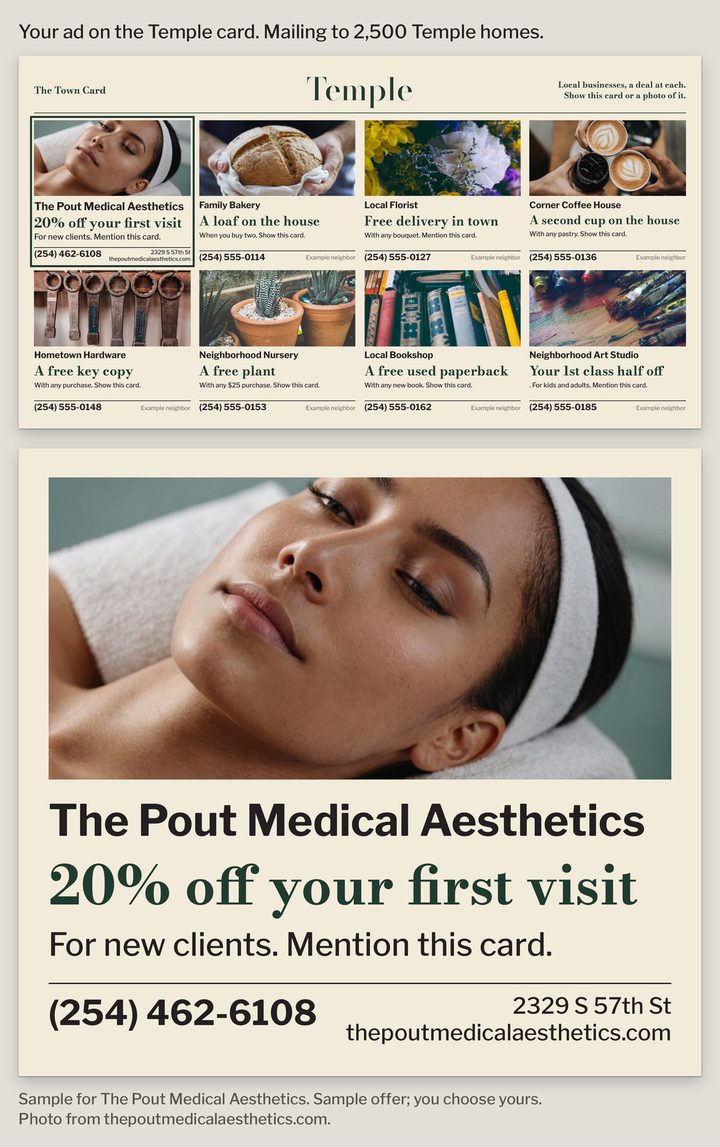 Your ad on the Temple card. Mailing to 2,500 Temple homes.
The Town Card
Temple
Local businesses, a deal at each.
Show this card or a photo of it.
The Pout Medical Aesthetics
20% off your first visit
For new clients. Mention this card.
(254) 462-6108
2329 S 57th St
thepoutmedicalaesthetics.com
Family Bakery
A loaf on the house
When you buy two. Show this card.
(254) 555-0114
Example neighbor
Local Florist
Free delivery in town
With any bouquet. Mention this card.
(254) 555-0127
Example neighbor
Corner Coffee House
A second cup on the house
With any pastry. Show this card.
(254) 555-0136
Example neighbor
Hometown Hardware
A free key copy
With any purchase. Show this card.
(254) 555-0148
Example neighbor
Neighborhood Nursery
A free plant
With any $25 purchase. Show this card.
(254) 555-0153
Example neighbor
Local Bookshop
A free used paperback
With any new book. Show this card.
(254) 555-0162
Example neighbor
Neighborhood Art Studio
Your 1st class half off
. For kids and adults. Mention this card.
(254) 555-0185
Example neighbor
The Pout Medical Aesthetics
20% off your first visit
For new clients. Mention this card.
(254) 462-6108
2329 S 57th St
thepoutmedicalaesthetics.com
Sample for The Pout Medical Aesthetics. Sample offer; you choose yours.
Photo from thepoutmedicalaesthetics.com.